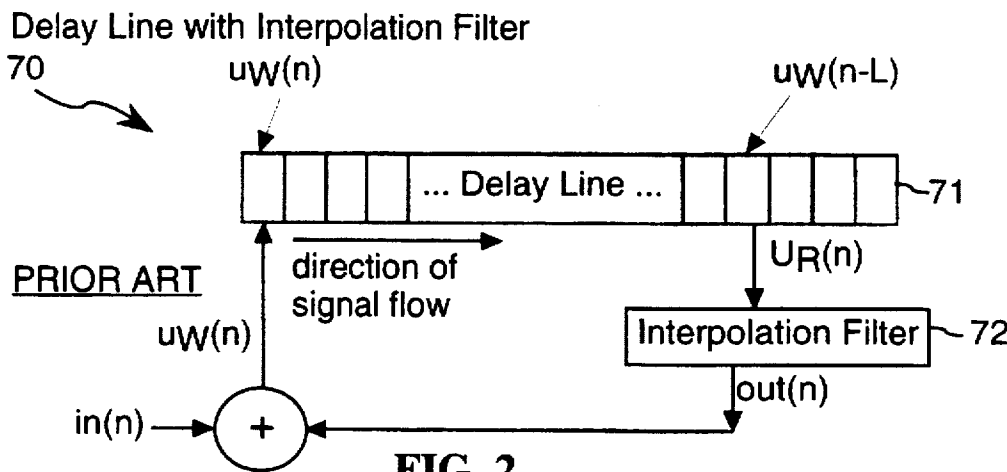 Delay Line with Interpolation Filter
70
uW(n)
uW(n-L)
... Delay Line ...
71
direction of
signal flow
UR(n)
PRIOR ART
uW(n)
Interpolation Filter
72
out(n)
in(n)
+
FIG. 2